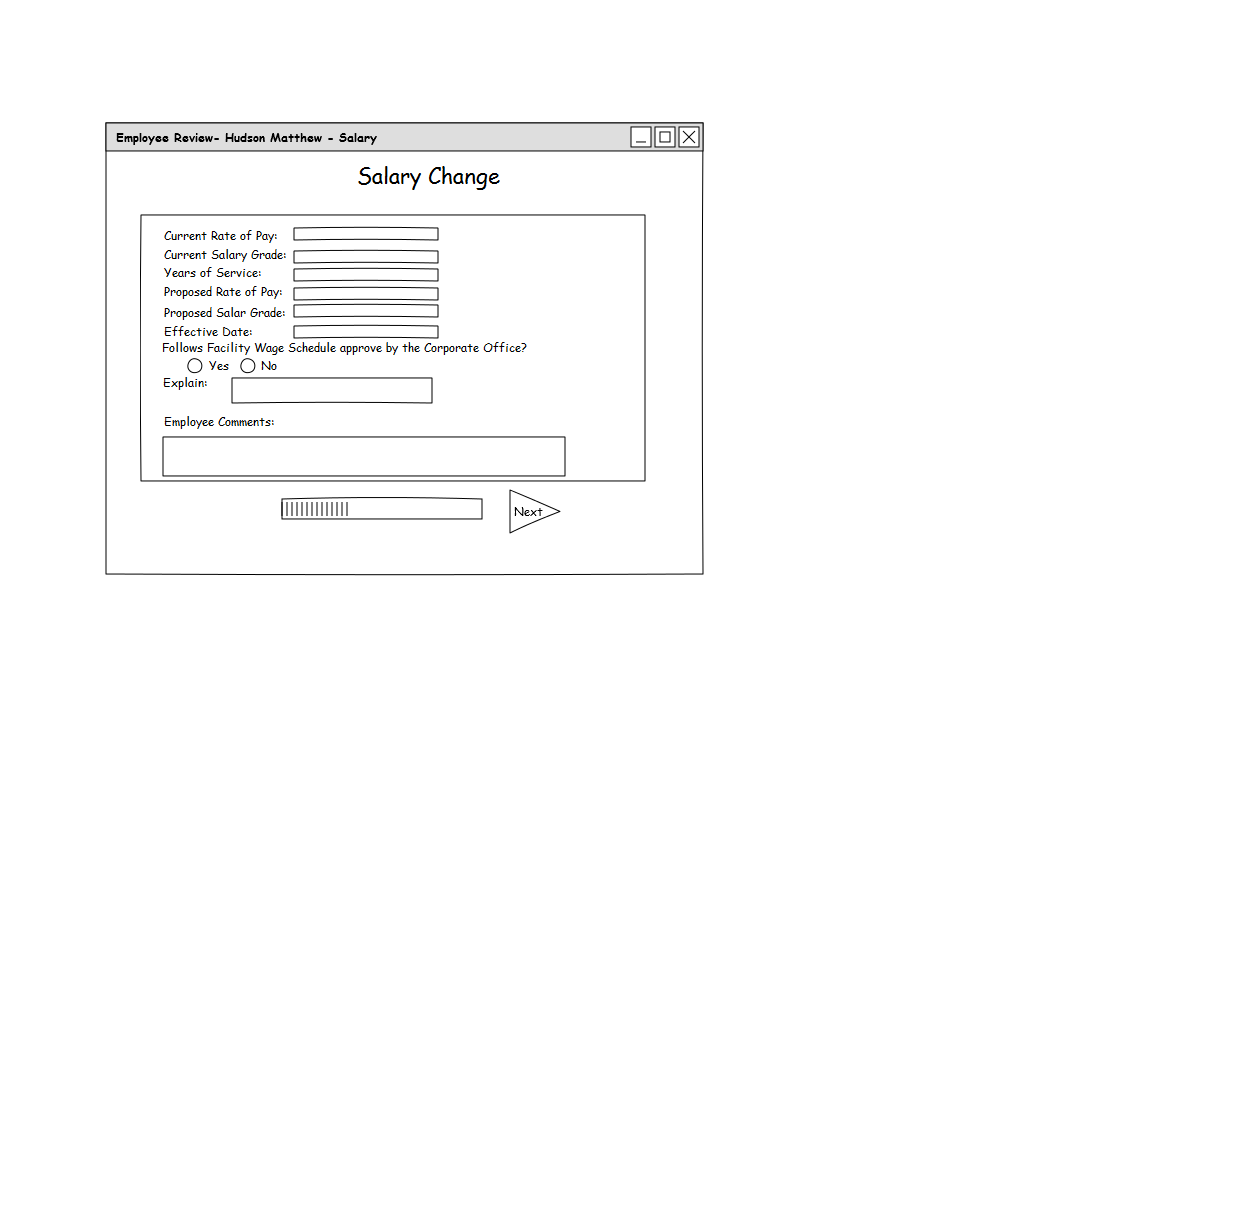 Employee Review- Hudson Matthew - Salary
Salary Change
Current Rate of Pay:
Current Salary Grade:
Years of Service:
Proposed Rate of Pay:
Proposed Salar Grade:
Effective Date:
Follows Facility Wage Schedule approve by the Corporate Office?
Yes No
Explain:
Employee Comments:
Next